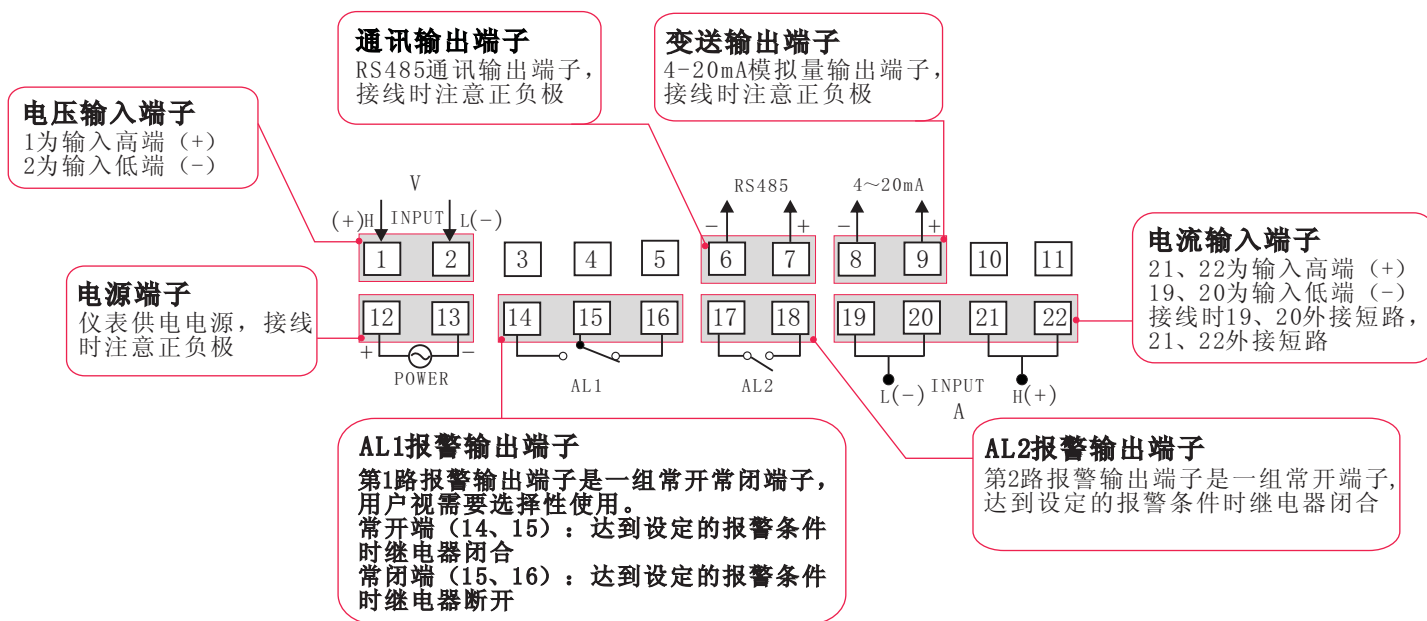 通讯输出端子
RS485通讯输出端子，
接线时注意正负极
变送输出端子
4-20mA模拟量输出端子，
接线时注意正负极
电压输入端子
1为输入高端（+）
2为输入低端（-）
V
(+)H INPUT L(-)
RS485
- +
4～20mA
- +
1 2 3 4 5 6 7 8 9 10 11
电流输入端子
21、22为输入高端（+）
19、20为输入低端（-）
接线时19、20外接短路，
21、22外接短路
电源端子
仪表供电电源，接线
时注意正负极
12 13 14 15 16 17 18 19 20 21 22
+ -
POWER
AL1
AL2
L(-) INPUT H(+)
A
AL1报警输出端子
第1路报警输出端子是一组常开常闭端子，
用户视需要选择性使用。
常开端（14、15）：达到设定的报警条件
时继电器闭合
常闭端（15、16）：达到设定的报警条件
时继电器断开
AL2报警输出端子
第2路报警输出端子是一组常开端子，
达到设定的报警条件时继电器闭合